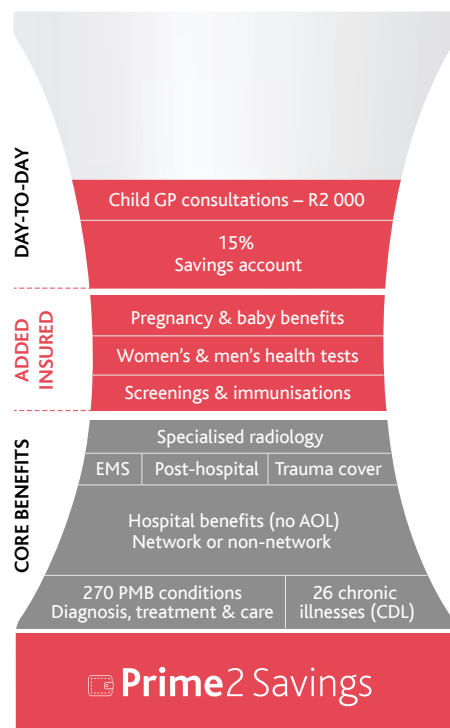 DAY-TO-DAY
Child GP consultations – R2 000
15%
Savings account
ADDED
INSURED
Pregnancy & baby benefits
Women's & men's health tests
Screenings & immunisations
CORE BENEFITS
Specialised radiology
EMS
Post-hospital
Trauma cover
Hospital benefits (no AOL)
Network or non-network
270 PMB conditions
Diagnosis, treatment & care
26 chronic
illnesses (CDL)
Prime2 Savings